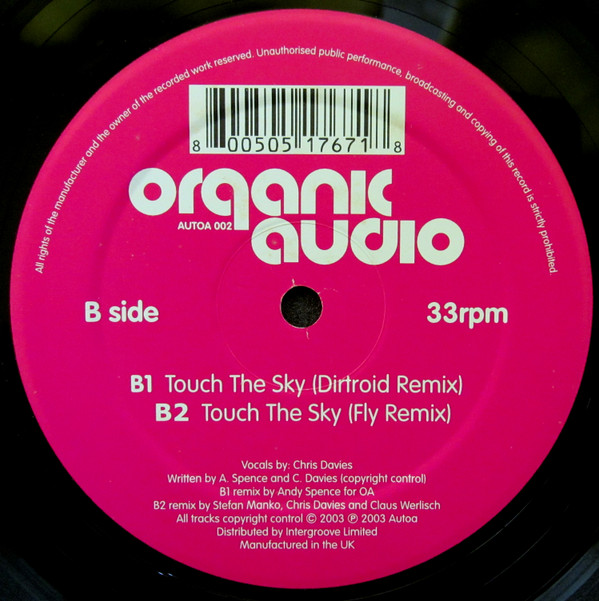 All rights of the manufacturer and the owner of the recorded work reserved. Unauthorised public performance, broadcasting and copying of this record is strictly prohibited.
8 00505 17671 8
organic
AUTOA 002
audio
B side
33rpm
B1 Touch The Sky (Dirtroid Remix)
B2 Touch The Sky (Fly Remix)
Vocals by: Chris Davies
Written by A. Spence and C. Davies (copyright control)
B1 remix by Andy Spence for OA
B2 remix by Stefan Manko, Chris Davies and Claus Werlisch
All tracks copyright control © 2003 ℗ 2003 Autoa
Distributed by Intergroove Limited
Manufactured in the UK